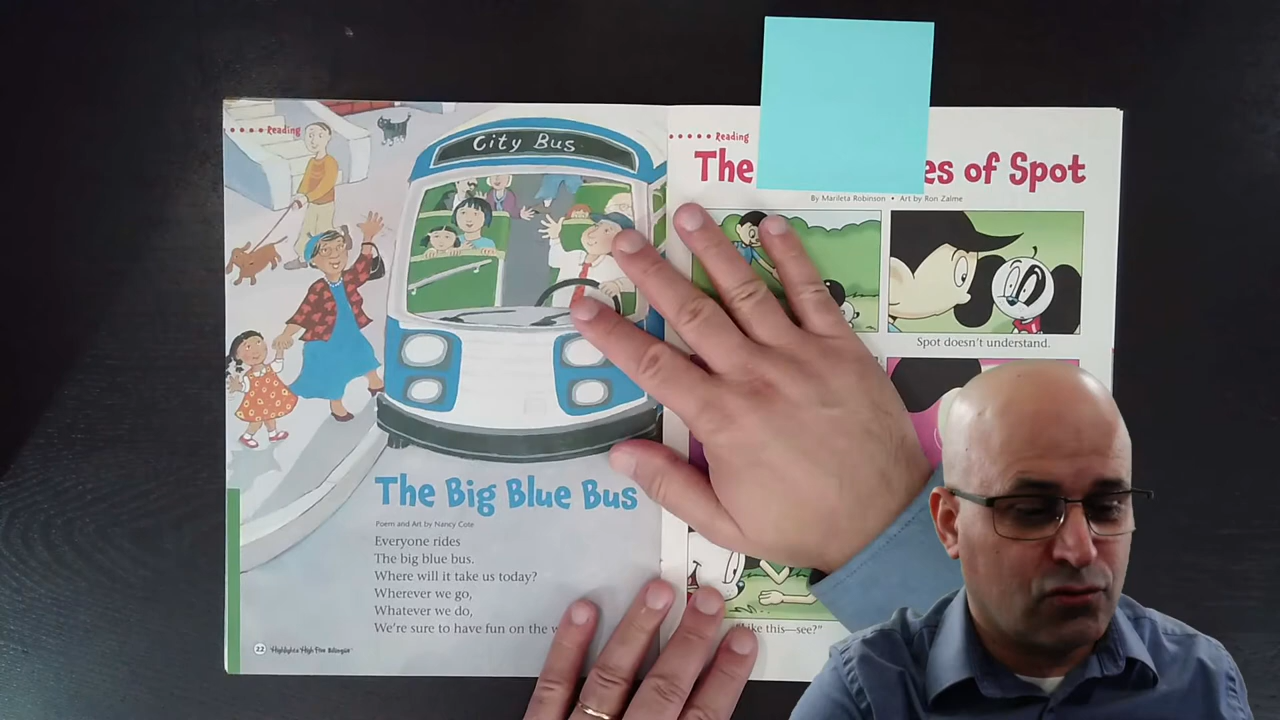 Reading
City Bus
The Big Blue Bus
Poem and Art by Nancy Cote
Everyone rides
The big blue bus.
Where will it take us today?
Wherever we go,
Whatever we do,
We're sure to have fun on the
22 Highlights High Five Bilingüe
Reading
The es of Spot
By Marileta Robinson • Art by Ron Zalme
Spot doesn't understand.
this—see?"